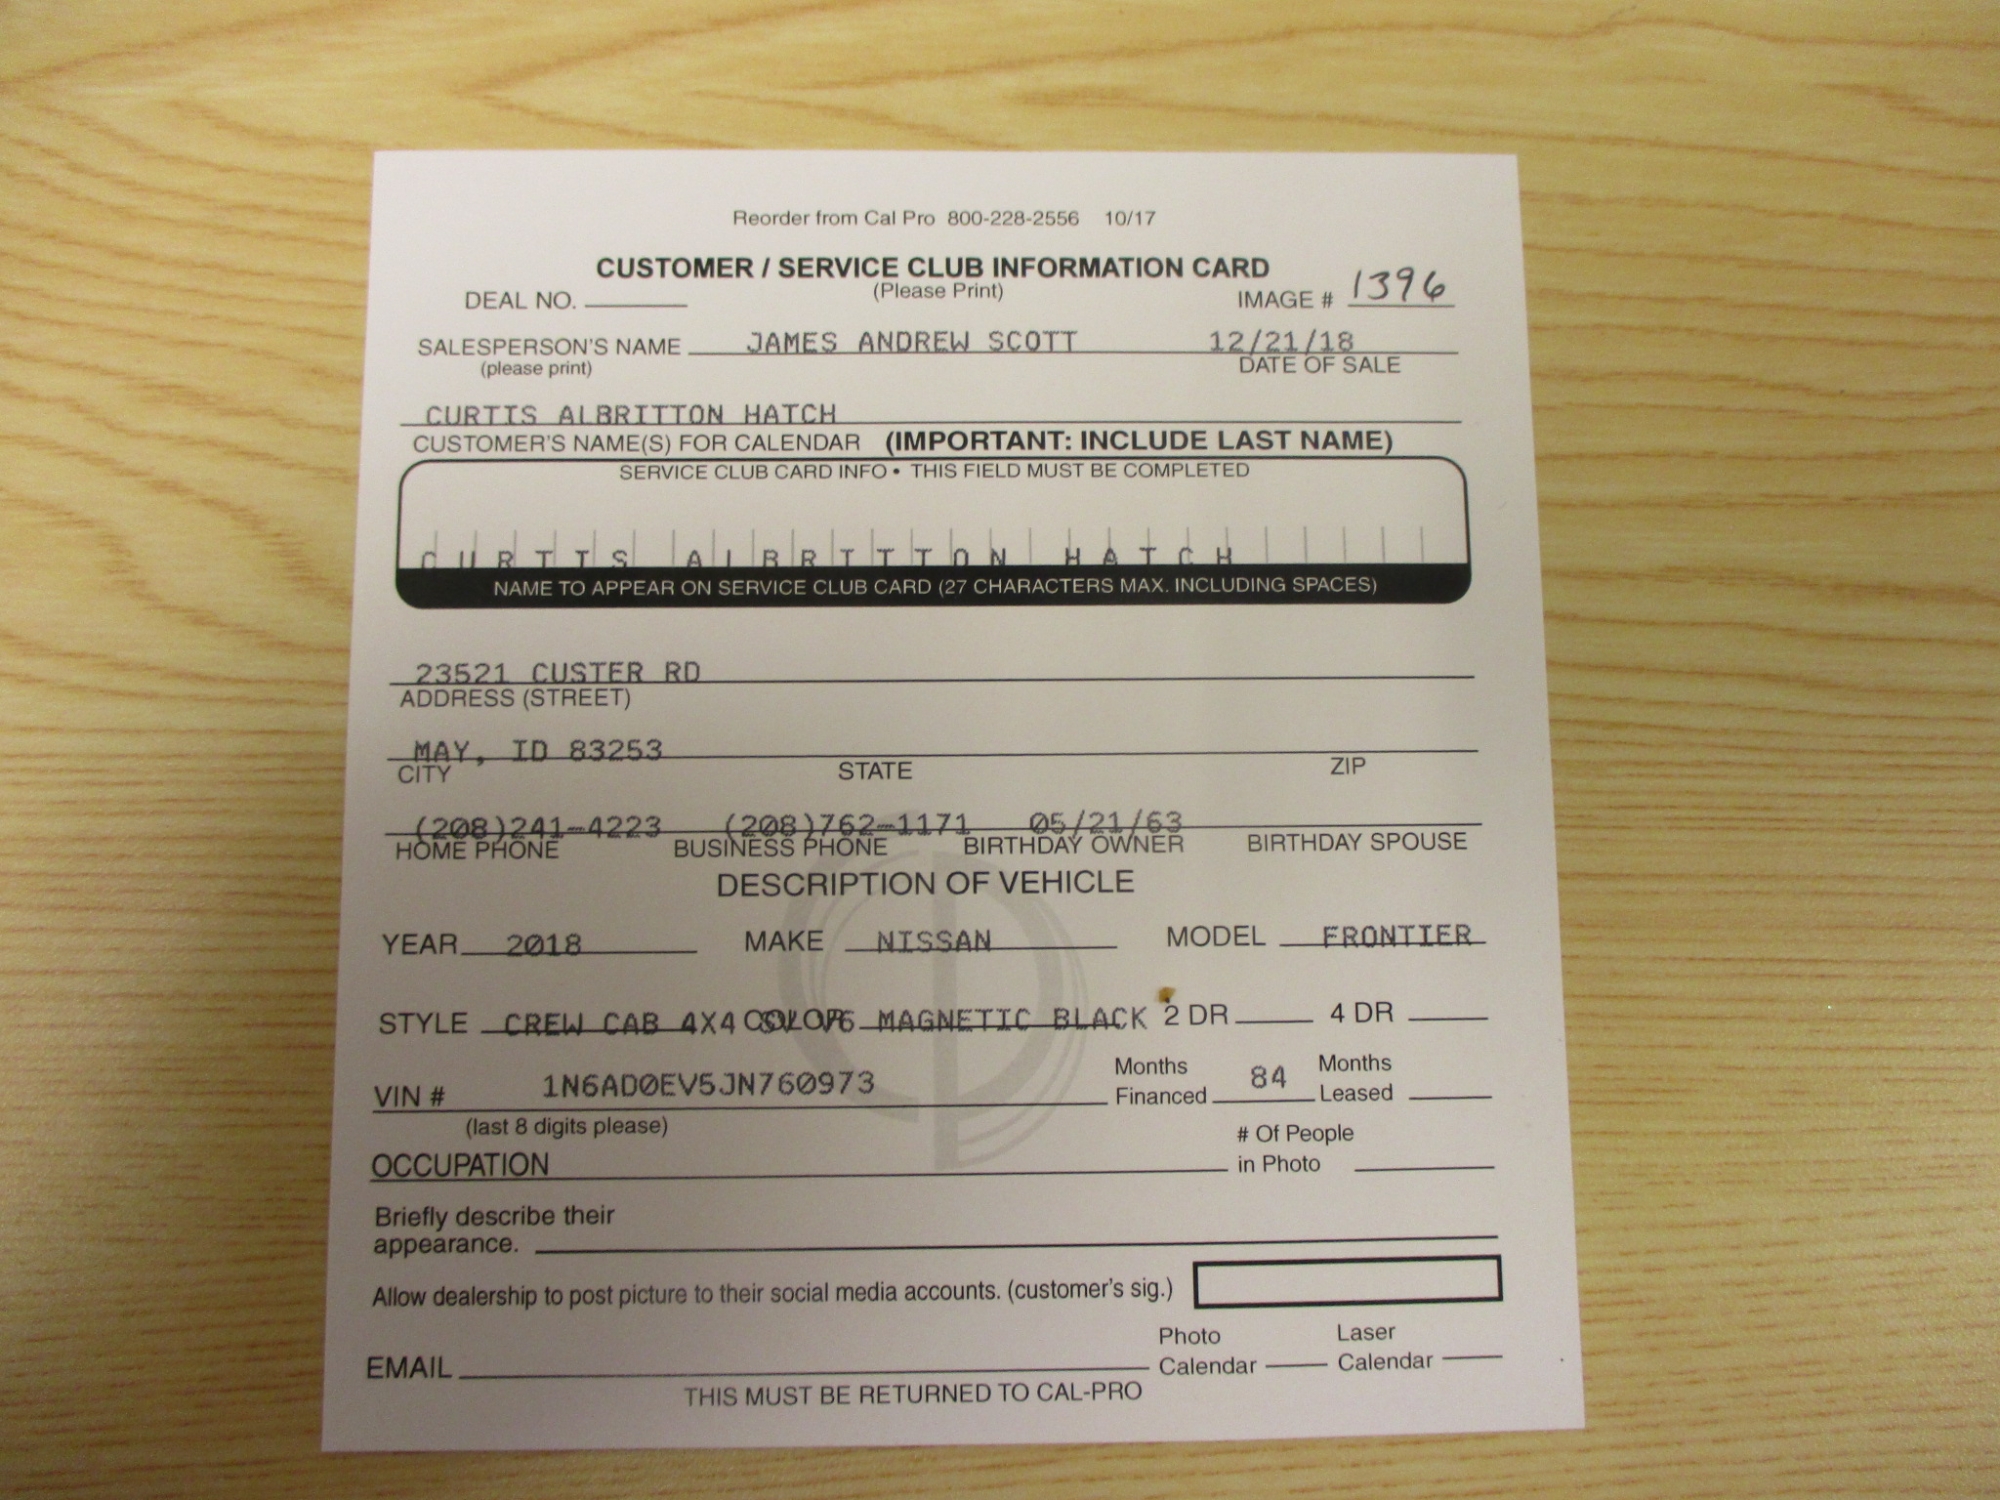 Reorder from Cal Pro 800-228-2556 10/17
CUSTOMER / SERVICE CLUB INFORMATION CARD
(Please Print)
DEAL NO. IMAGE # 1396
SALESPERSON'S NAME JAMES ANDREW SCOTT 12/21/18
(please print) DATE OF SALE
CURTIS ALBRITTON HATCH
CUSTOMER'S NAME(S) FOR CALENDAR (IMPORTANT: INCLUDE LAST NAME)
SERVICE CLUB CARD INFO • THIS FIELD MUST BE COMPLETED
CURTIS ALBRITTON HATCH
NAME TO APPEAR ON SERVICE CLUB CARD (27 CHARACTERS MAX. INCLUDING SPACES)
23521 CUSTER RD
ADDRESS (STREET)
MAY, ID 83253
CITY STATE ZIP
(208)241-4223 (208)762-1171 05/21/63
HOME PHONE BUSINESS PHONE BIRTHDAY OWNER BIRTHDAY SPOUSE
DESCRIPTION OF VEHICLE
YEAR 2018 MAKE NISSAN MODEL FRONTIER
STYLE CREW CAB 4X4 SV V6 COLOR MAGNETIC BLACK 2 DR 4 DR
VIN # 1N6AD0EV5JN760973 Months Financed 84 Months Leased
(last 8 digits please)
OCCUPATION # Of People in Photo
Briefly describe their
appearance.
Allow dealership to post picture to their social media accounts. (customer's sig.)
EMAIL Photo Calendar Laser Calendar
THIS MUST BE RETURNED TO CAL-PRO